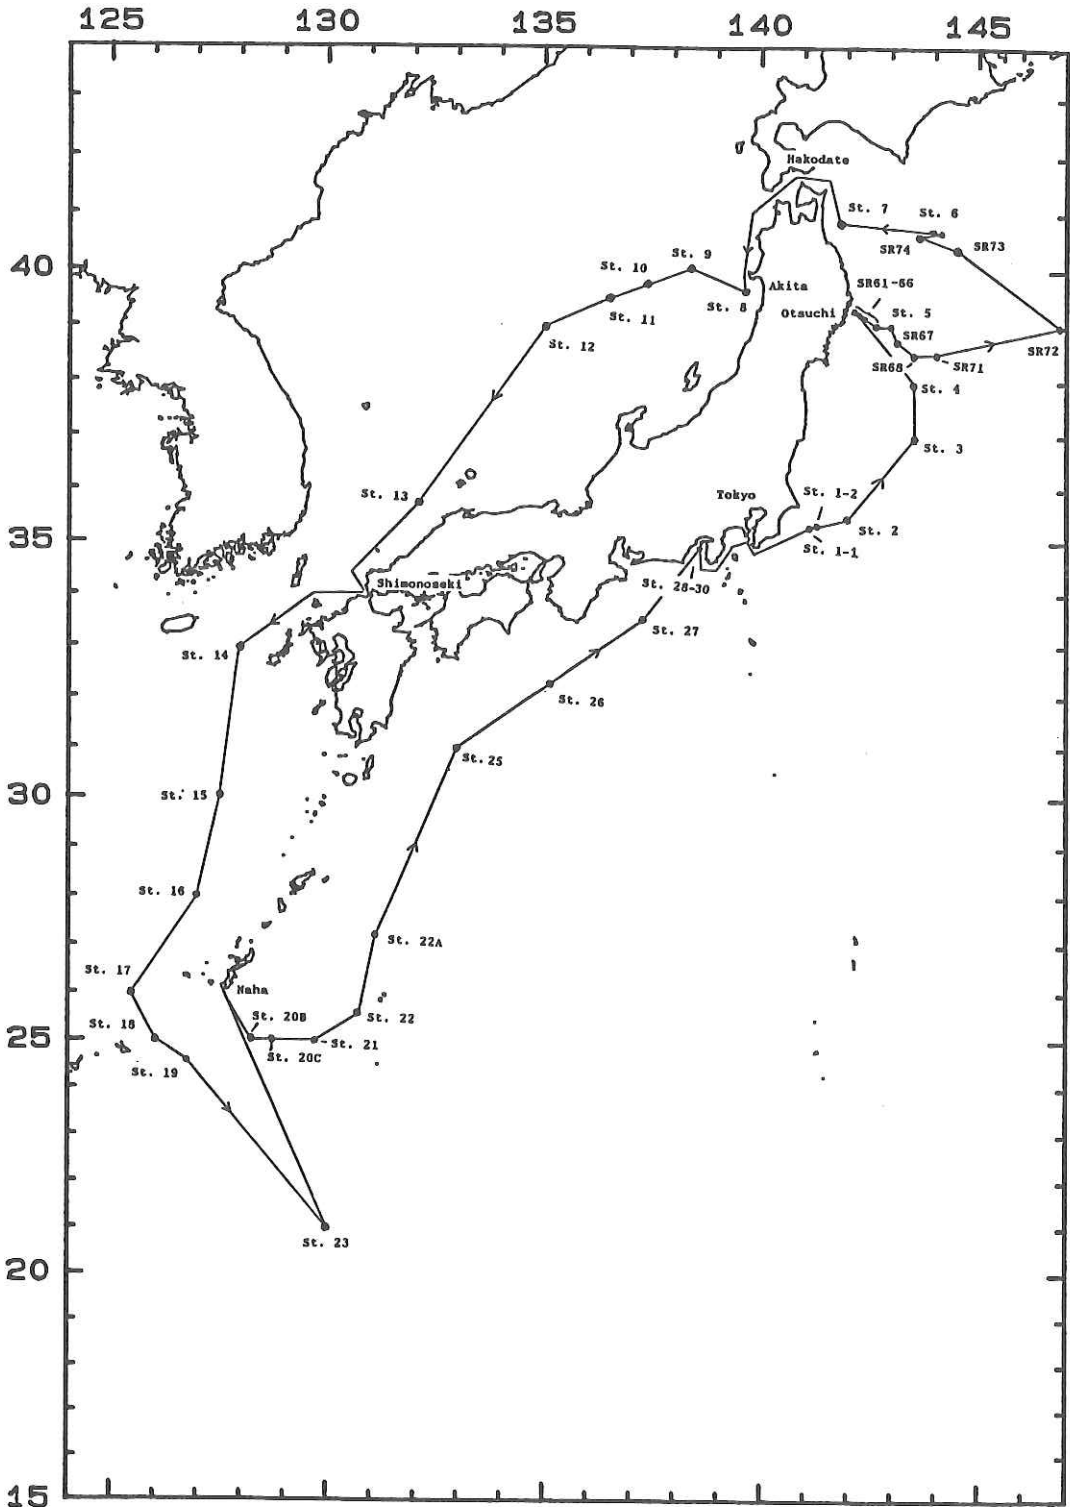 125 130 135 140 145
Hakodate
St. 7
St. 6
SR74
SR73
40
St. 10
St. 9
St. 8
Akita
SR61-66
Otsuchi
St. 5
St. 11
SR67
St. 12
SR68
SR71
SR72
St. 4
St. 3
St. 13
Tokyo
St. 1-2
St. 2
35
St. 1-1
Shimonoseki
St. 28-30
St. 27
St. 14
St. 26
St. 25
30
St. 15
St. 16
St. 22A
St. 17
Naha
St. 20B
St. 22
St. 18
25
St. 21
St. 20C
St. 19
St. 23
20
15